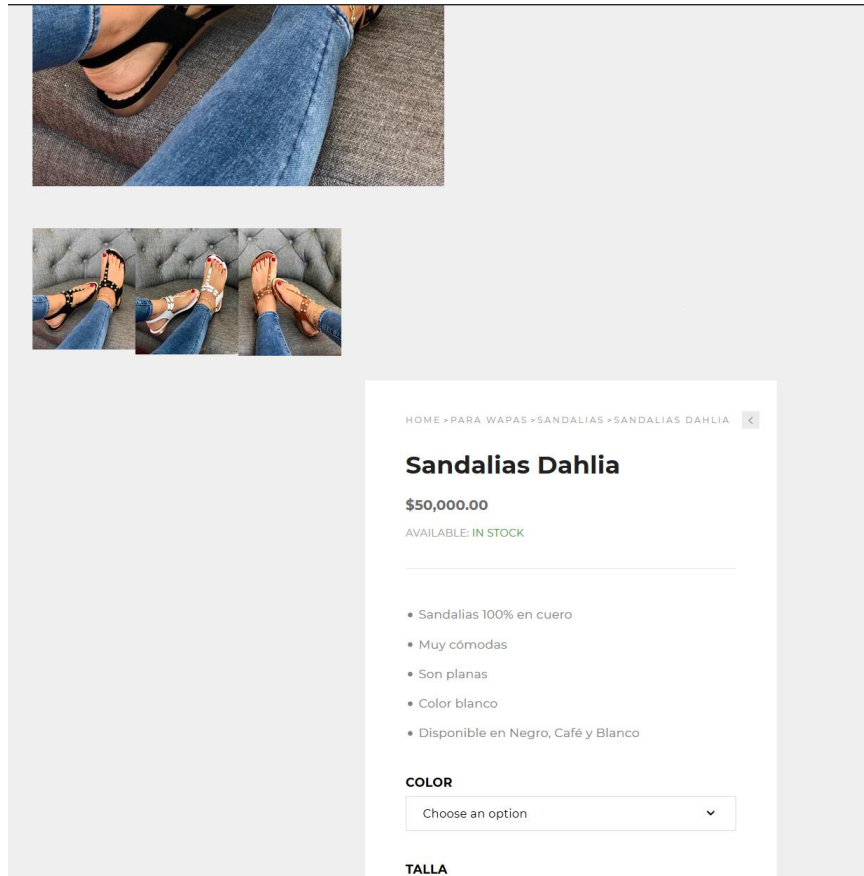 HOME > PARA WAPAS > SANDALIAS > SANDALIAS DAHLIA
Sandalias Dahlia
$50,000.00
AVAILABLE: IN STOCK
Sandalias 100% en cuero
Muy cómodas
Son planas
Color blanco
Disponible en Negro, Café y Blanco
COLOR
Choose an option
TALLA